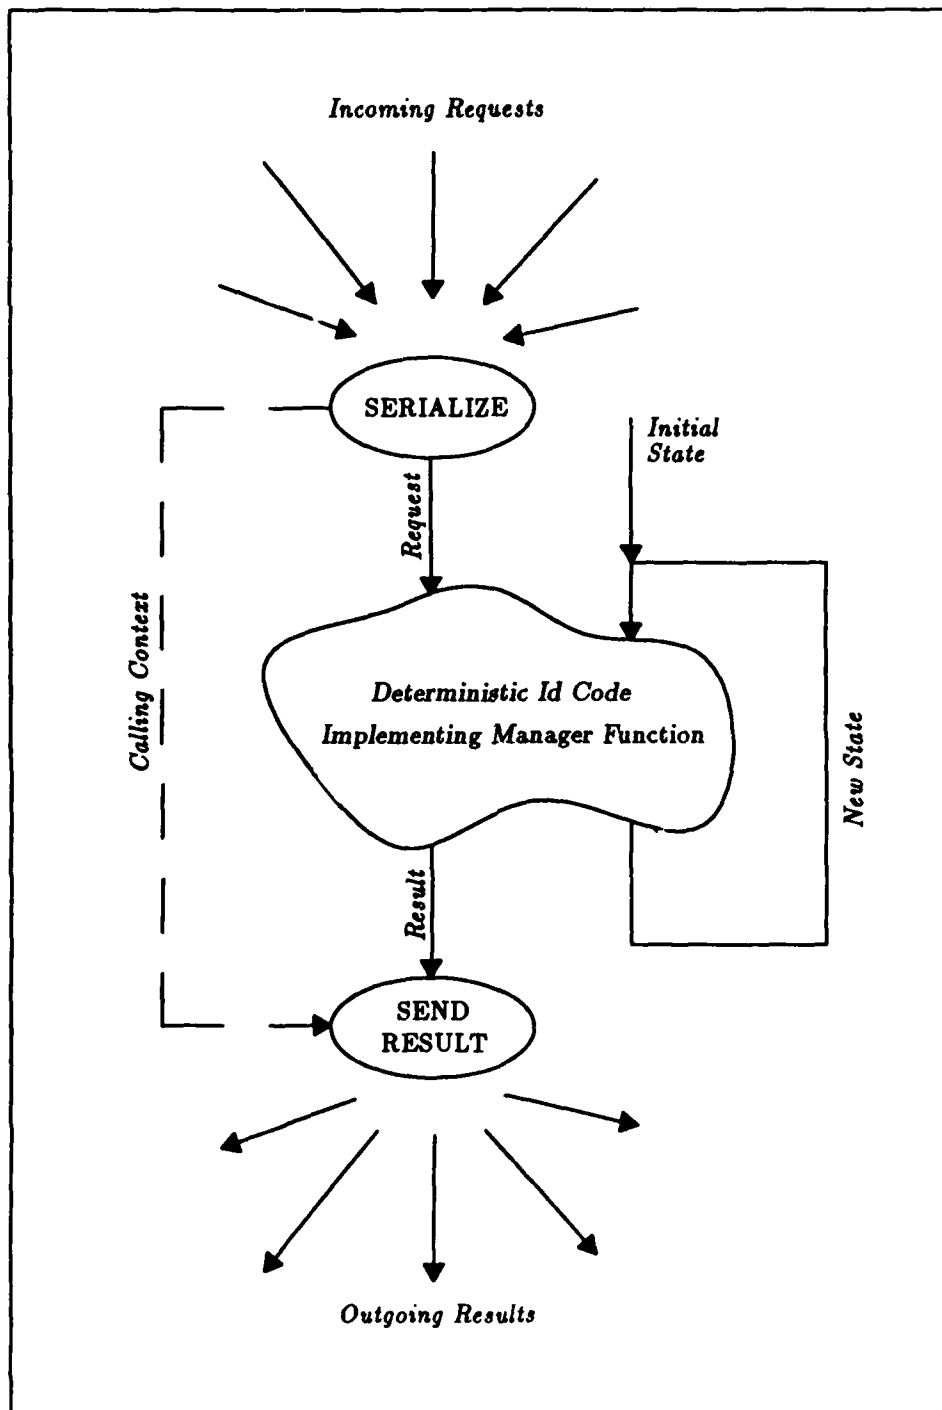 Incoming Requests
SERIALIZE
Initial
State
Request
Calling Context
Deterministic Id Code
Implementing Manager Function
New State
Result
SEND
RESULT
Outgoing Results